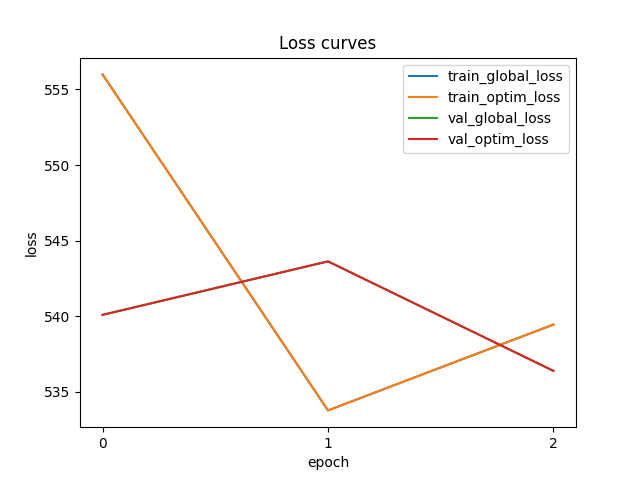 Loss curves
train_global_loss
train_optim_loss
val_global_loss
val_optim_loss
555
550
545
540
535
loss
0 1 2
epoch